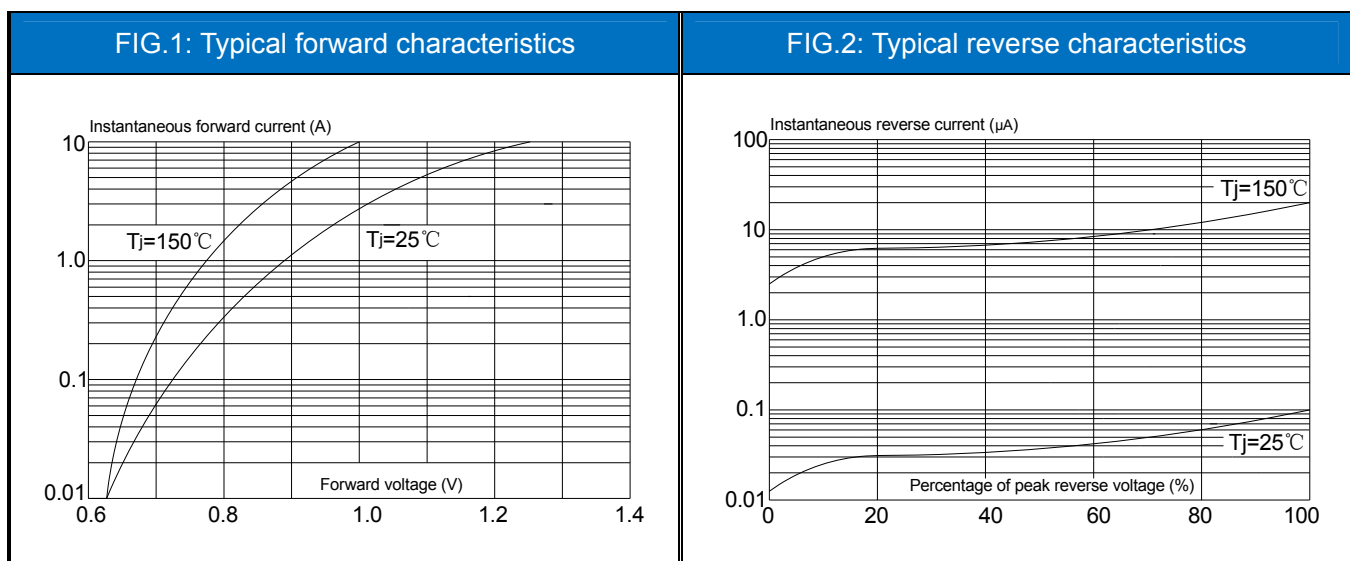 FIG.1: Typical forward characteristics
Instantaneous forward current (A)
10
1.0
0.1
0.01
Tj=150℃
Tj=25℃
Forward voltage (V)
0.6
0.8
1.0
1.2
1.4
FIG.2: Typical reverse characteristics
Instantaneous reverse current (µA)
100
10
1.0
0.1
0.01
Tj=150℃
Tj=25℃
Percentage of peak reverse voltage (%)
0
20
40
60
80
100